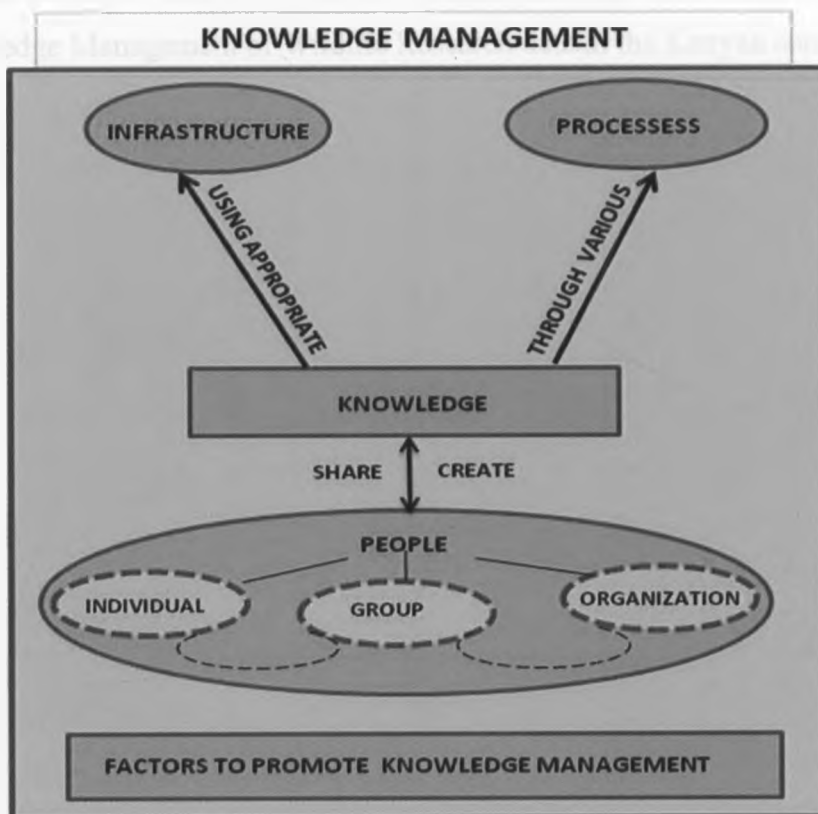 KNOWLEDGE MANAGEMENT
INFRASTRUCTURE
PROCESSESS
USING APPROPRIATE
THROUGH VARIOUS
KNOWLEDGE
SHARE CREATE
PEOPLE
INDIVIDUAL
GROUP
ORGANIZATION
FACTORS TO PROMOTE KNOWLEDGE MANAGEMENT